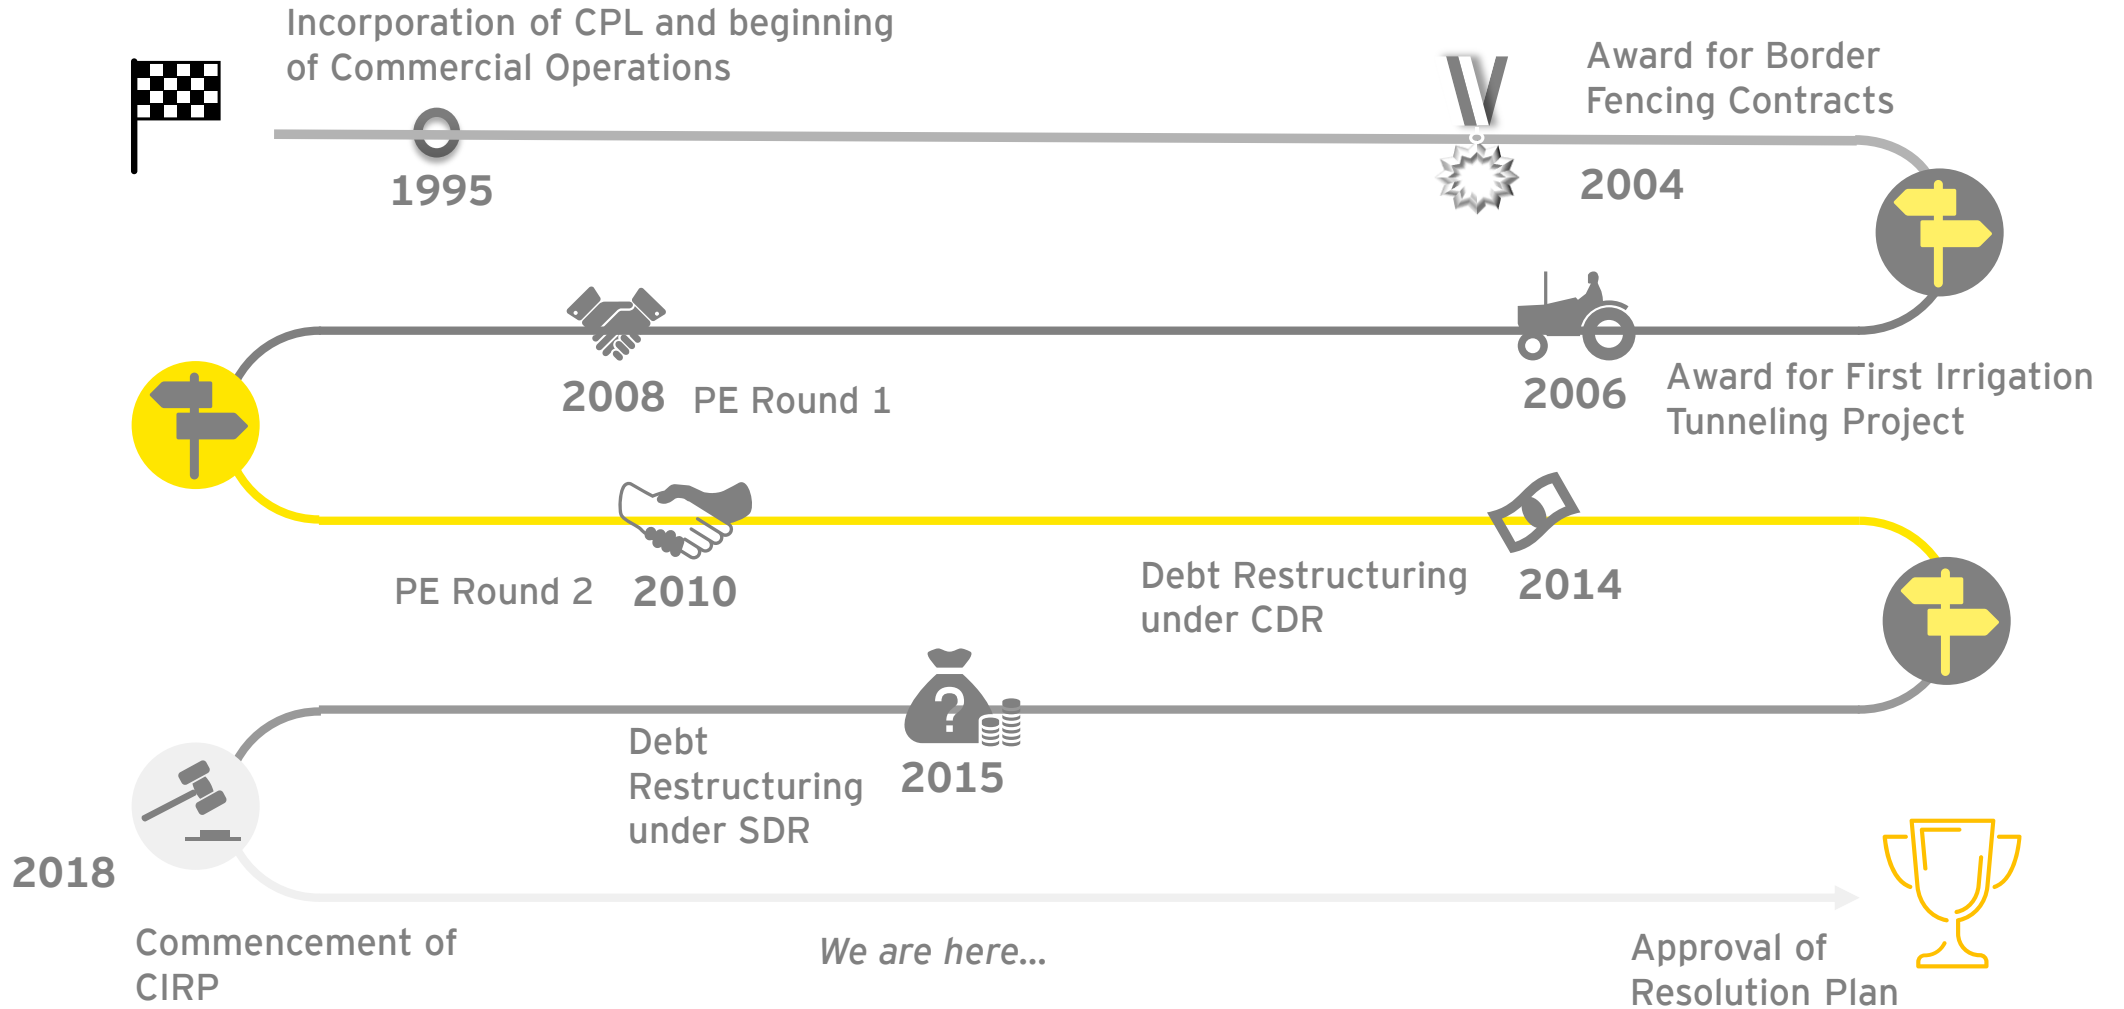 Incorporation of CPL and beginning
of Commercial Operations
1995
Award for Border
Fencing Contracts
2004
2008
PE Round 1
2006
Award for First Irrigation
Tunneling Project
PE Round 2
2010
Debt Restructuring
under CDR
2014
?
Debt
Restructuring
under SDR
2015
2018
Commencement of
CIRP
We are here...
Approval of
Resolution Plan